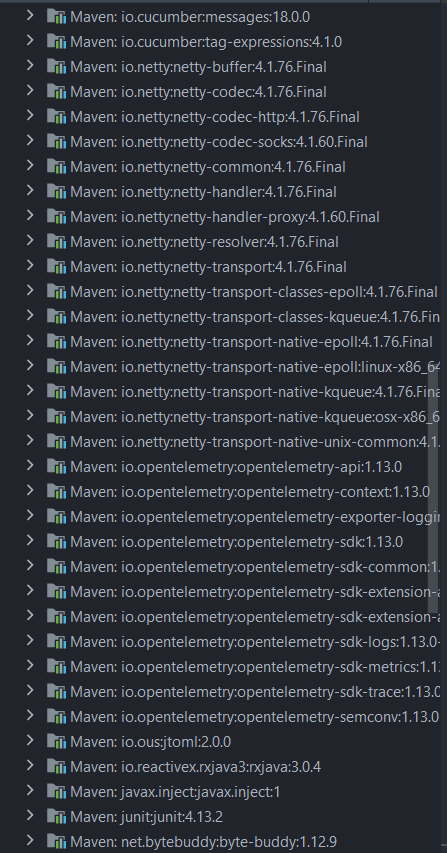 Maven: io.cucumber:messages:18.0.0
Maven: io.cucumber:tag-expressions:4.1.0
Maven: io.netty:netty-buffer:4.1.76.Final
Maven: io.netty:netty-codec:4.1.76.Final
Maven: io.netty:netty-codec-http:4.1.76.Final
Maven: io.netty:netty-codec-socks:4.1.60.Final
Maven: io.netty:netty-common:4.1.76.Final
Maven: io.netty:netty-handler:4.1.76.Final
Maven: io.netty:netty-handler-proxy:4.1.60.Final
Maven: io.netty:netty-resolver:4.1.76.Final
Maven: io.netty:netty-transport:4.1.76.Final
Maven: io.netty:netty-transport-classes-epoll:4.1.76.Final
Maven: io.netty:netty-transport-classes-kqueue:4.1.76.Fin
Maven: io.netty:netty-transport-native-epoll:4.1.76.Final
Maven: io.netty:netty-transport-native-epoll:linux-x86_64
Maven: io.netty:netty-transport-native-kqueue:4.1.76.Fina
Maven: io.netty:netty-transport-native-kqueue:osx-x86_6
Maven: io.netty:netty-transport-native-unix-common:4.1.
Maven: io.opentelemetry:opentelemetry-api:1.13.0
Maven: io.opentelemetry:opentelemetry-context:1.13.0
Maven: io.opentelemetry:opentelemetry-exporter-loggin
Maven: io.opentelemetry:opentelemetry-sdk:1.13.0
Maven: io.opentelemetry:opentelemetry-sdk-common:1.
Maven: io.opentelemetry:opentelemetry-sdk-extension-a
Maven: io.opentelemetry:opentelemetry-sdk-extension-a
Maven: io.opentelemetry:opentelemetry-sdk-logs:1.13.0-
Maven: io.opentelemetry:opentelemetry-sdk-metrics:1.13
Maven: io.opentelemetry:opentelemetry-sdk-trace:1.13.0
Maven: io.opentelemetry:opentelemetry-semconv:1.13.0
Maven: io.ous:jtoml:2.0.0
Maven: io.reactivex.rxjava3:rxjava:3.0.4
Maven: javax.inject:javax.inject:1
Maven: junit:junit:4.13.2
Maven: net.bytebuddy:byte-buddy:1.12.9